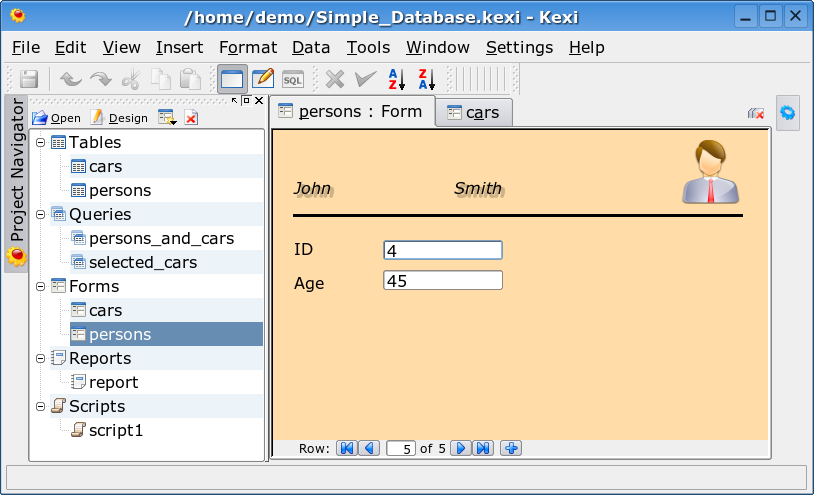 /home/demo/Simple_Database.kexi - Kexi
File Edit View Insert Format Data Tools Window Settings Help
SQL A Z Z A
Project Navigator
Open Design
Tables
cars
persons
Queries
persons_and_cars
selected_cars
Forms
cars
persons
Reports
report
Scripts
script1
persons : Form cars
John Smith
ID 4
Age 45
Row: 5 of 5